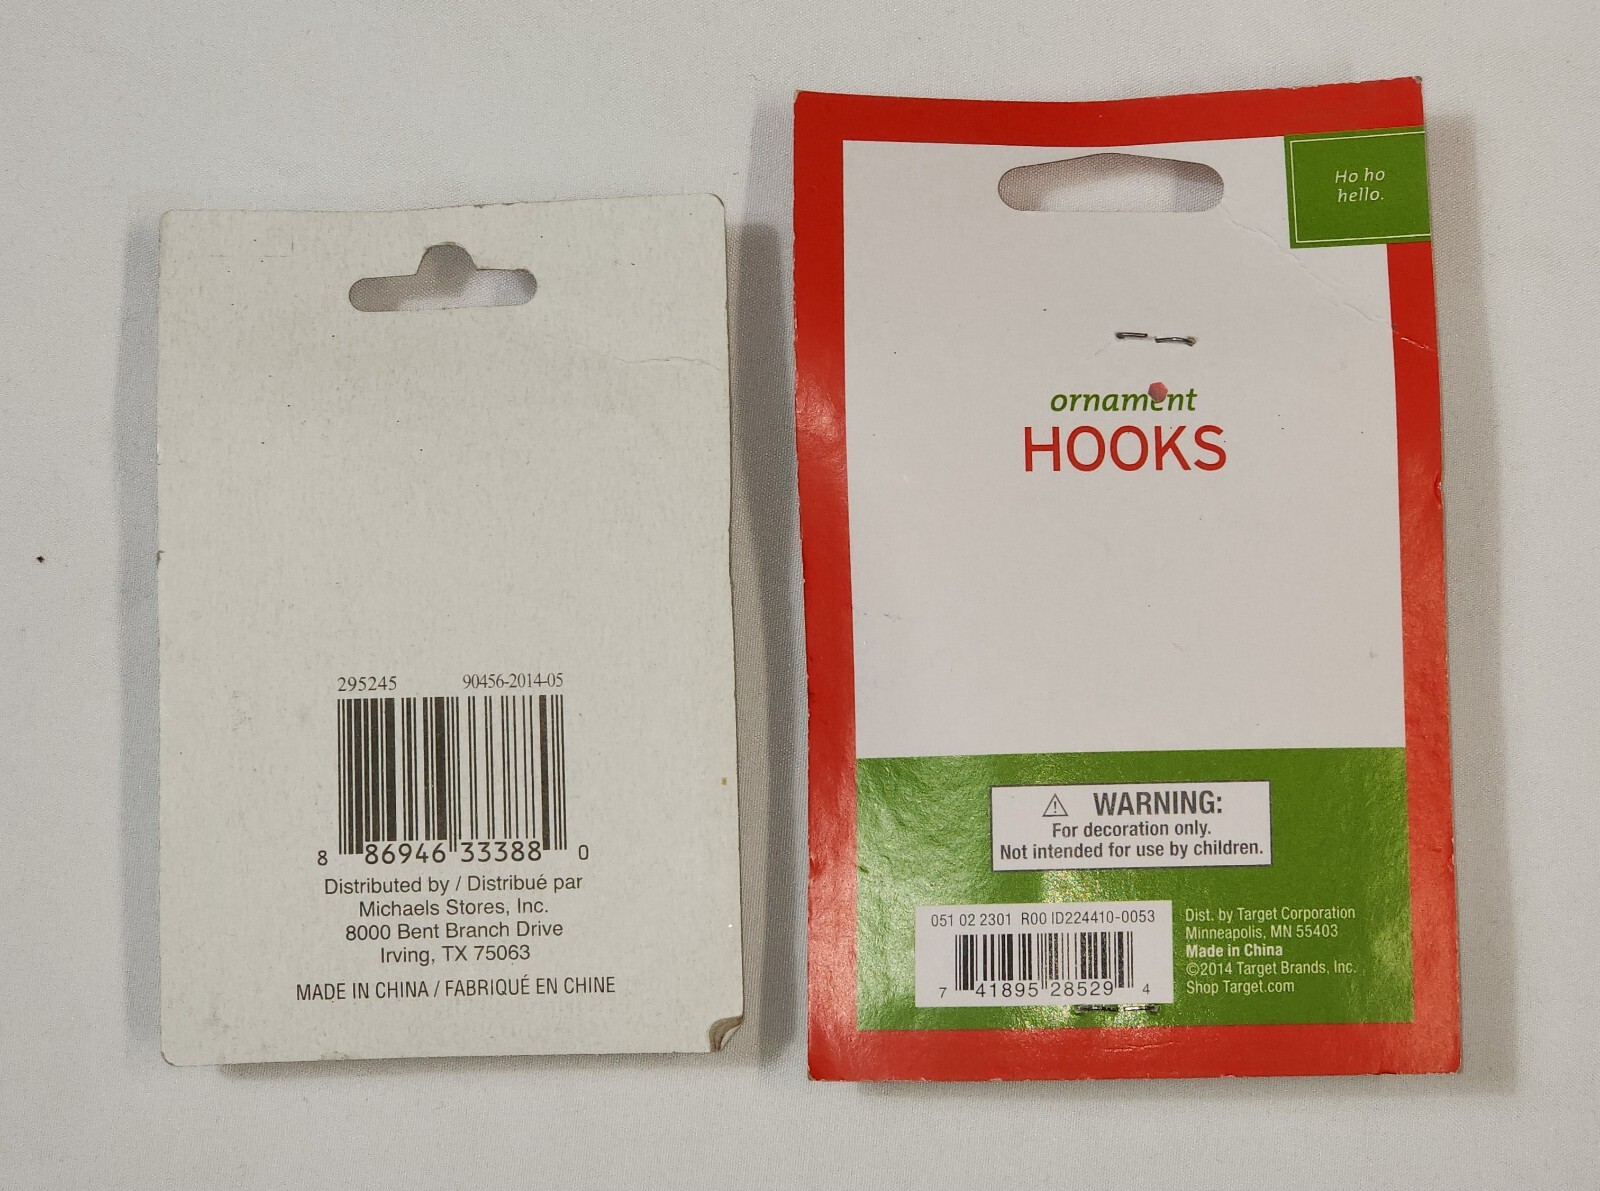 295245 90456-2014-05
8 86946 33388 0
Distributed by / Distribué par
Michaels Stores, Inc.
8000 Bent Branch Drive
Irving, TX 75063
MADE IN CHINA / FABRIQUÉ EN CHINE
Ho ho
hello.
ornament
HOOKS
WARNING:
For decoration only.
Not intended for use by children.
051 02 2301 R00 ID224410-0053
7 41895 28529 4
Dist. by Target Corporation
Minneapolis, MN 55403
Made in China
©2014 Target Brands, Inc.
Shop Target.com